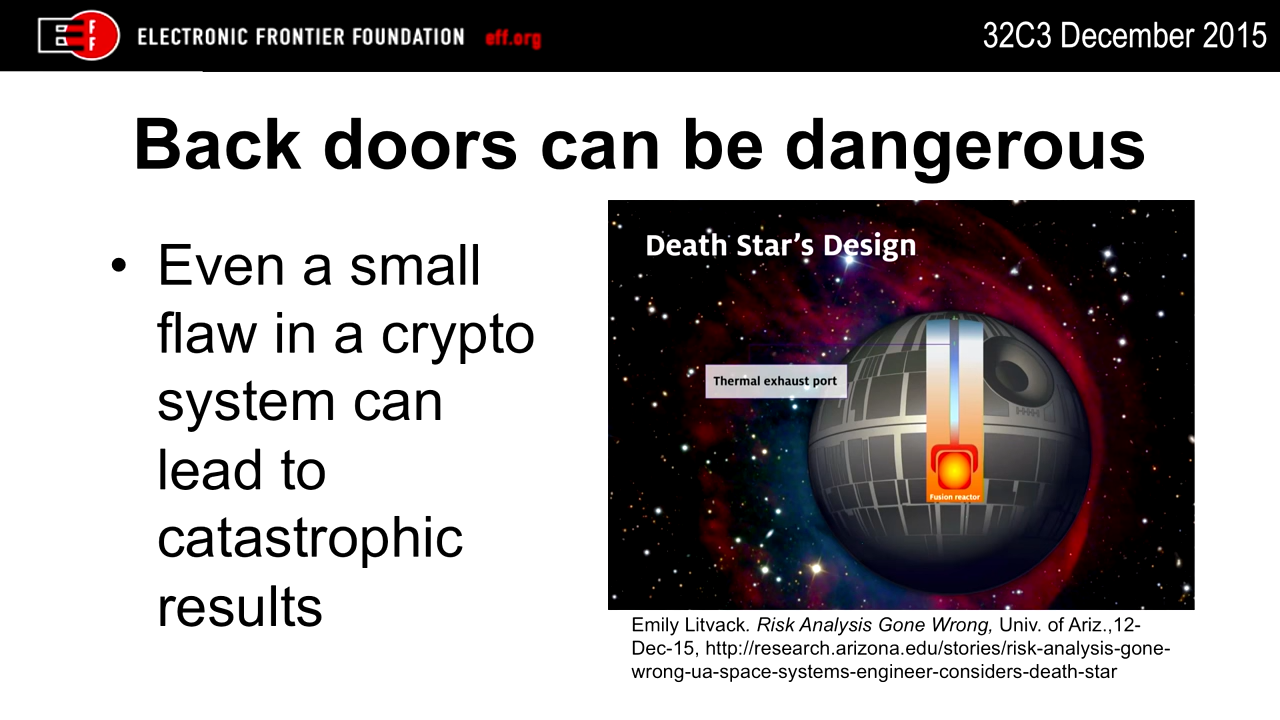 EFF
ELECTRONIC FRONTIER FOUNDATION eff.org
32C3 December 2015
Back doors can be dangerous
• Even a small
flaw in a crypto
system can
lead to
catastrophic
results
Death Star’s Design
Thermal exhaust port
Fusion reactor
Emily Litvack. Risk Analysis Gone Wrong, Univ. of Ariz.,12-
Dec-15, http://research.arizona.edu/stories/risk-analysis-gone-
wrong-ua-space-systems-engineer-considers-death-star